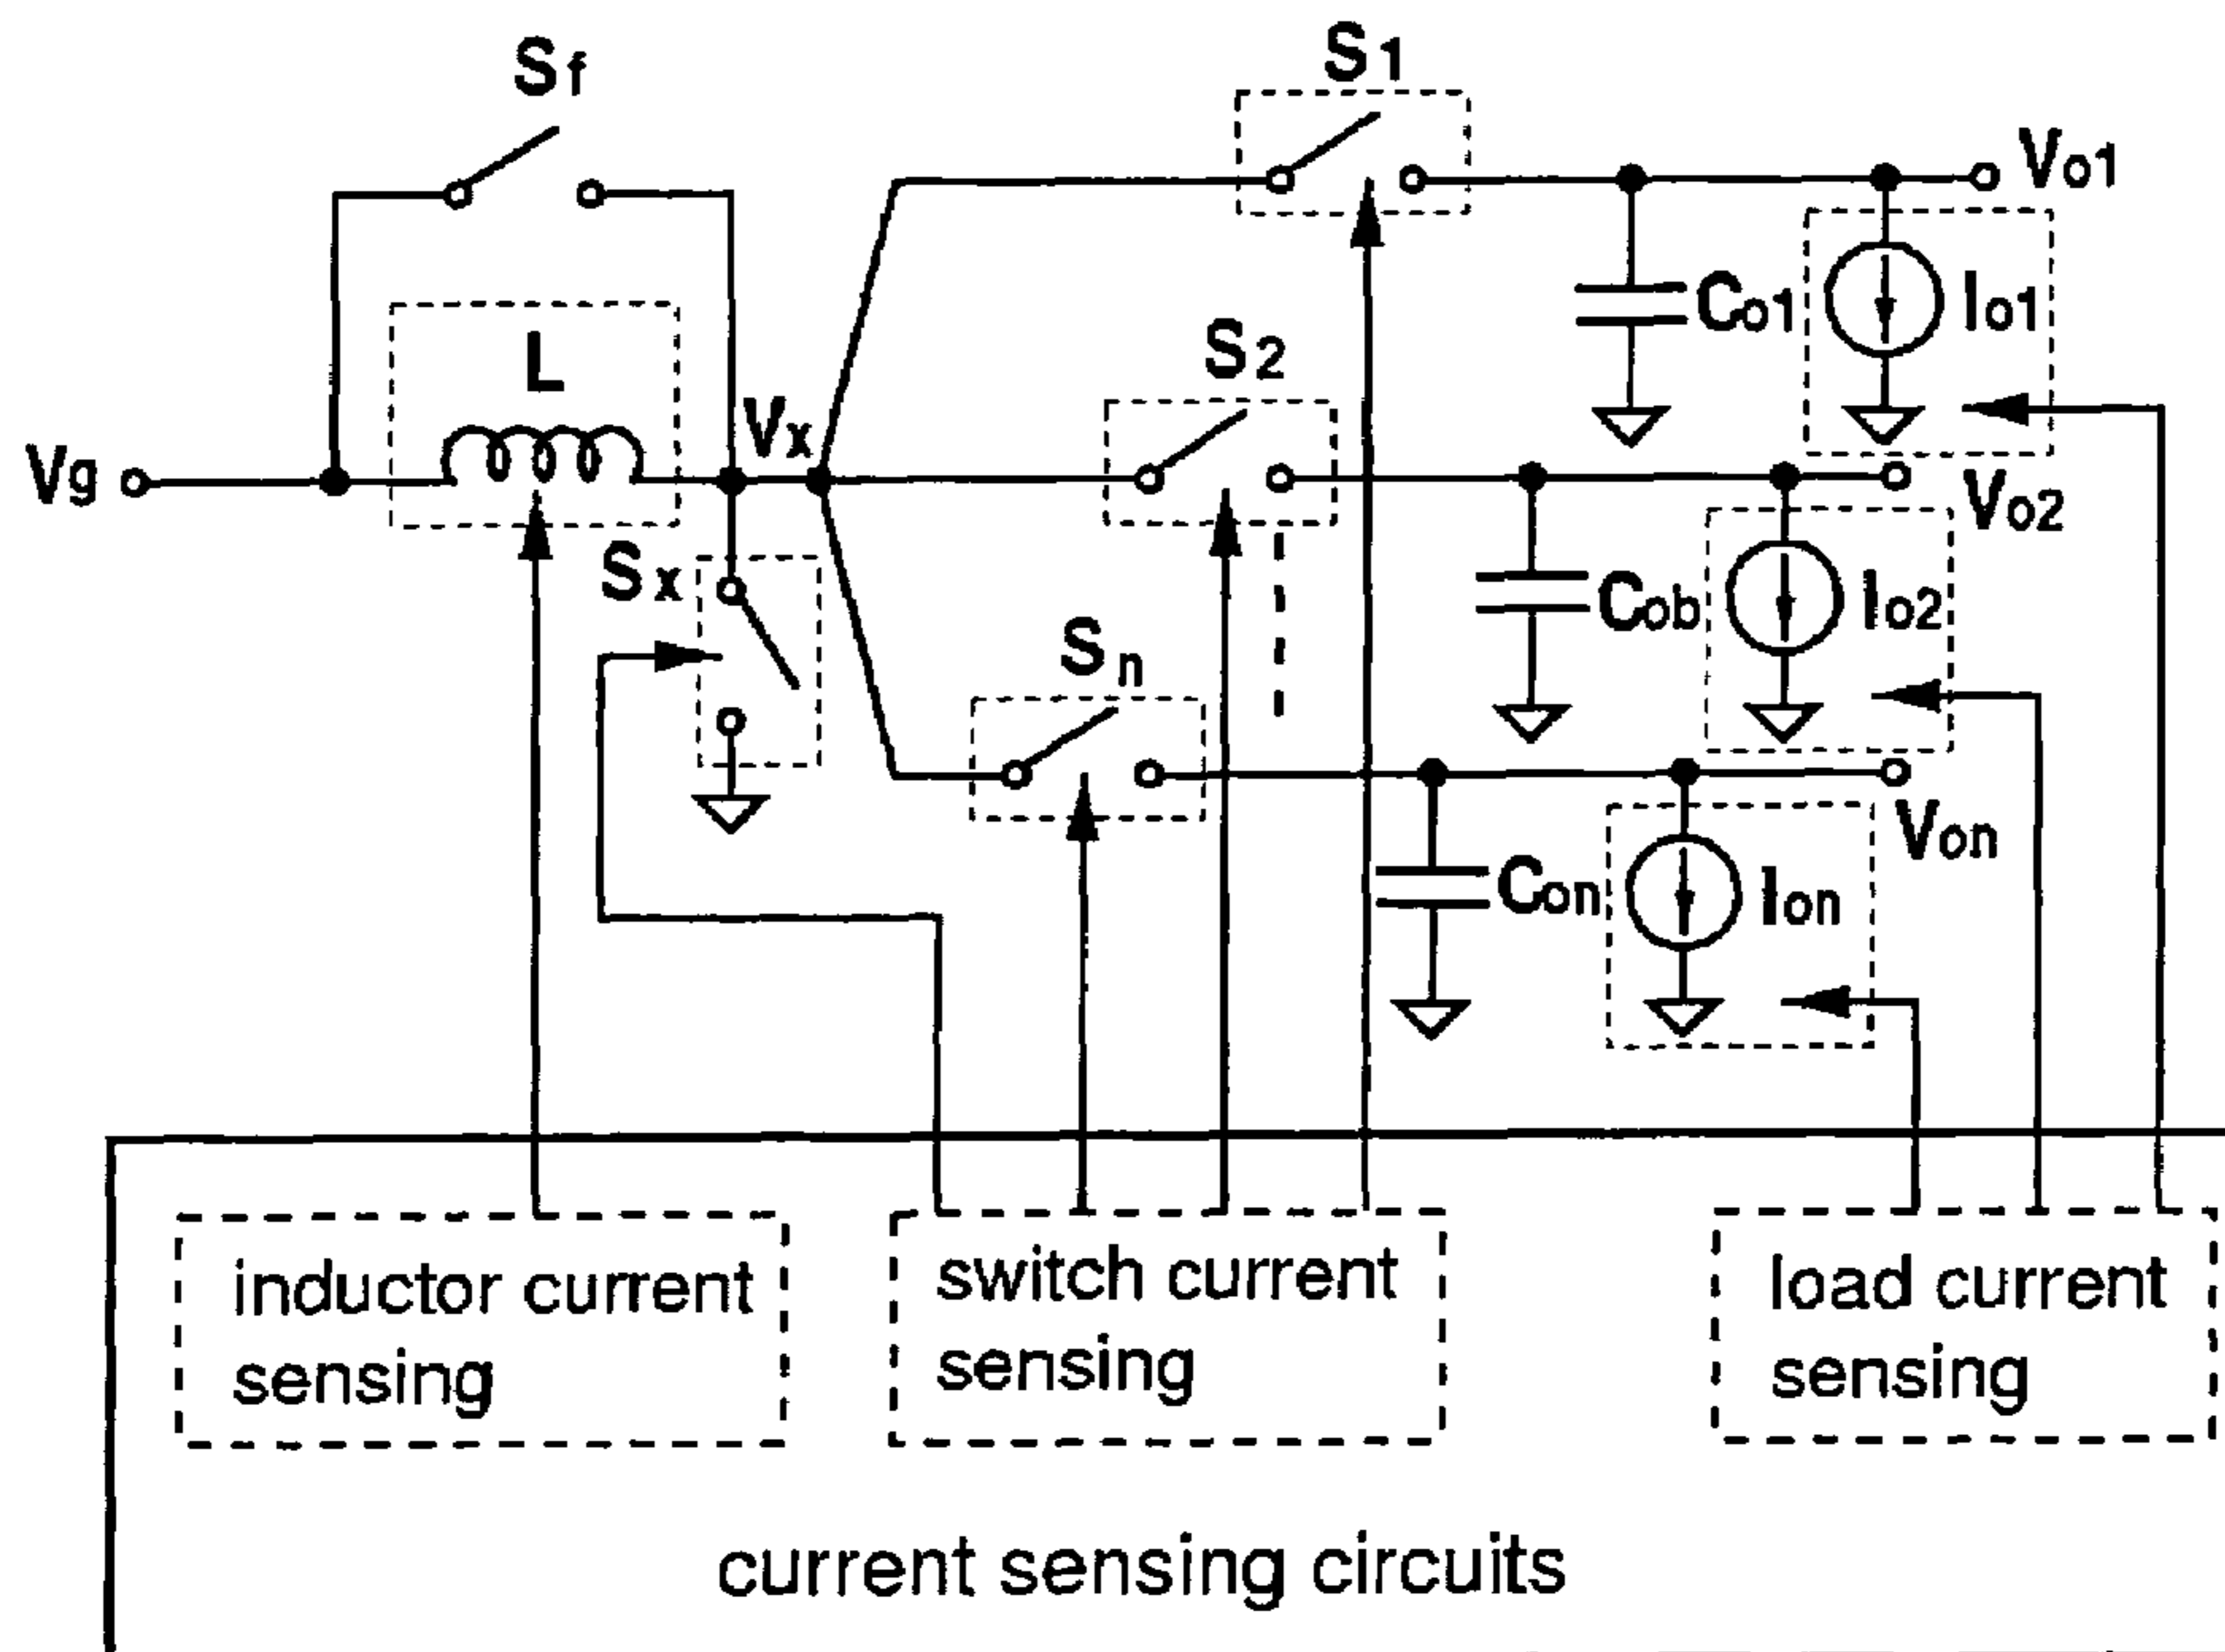 Sf
S1
Vo1
L
Co1
Io1
S2
Vx
Vg
Vo2
Sx
Cob
Io2
Sn
Von
Con
Ion
inductor current
sensing
switch current
sensing
load current
sensing
current sensing circuits